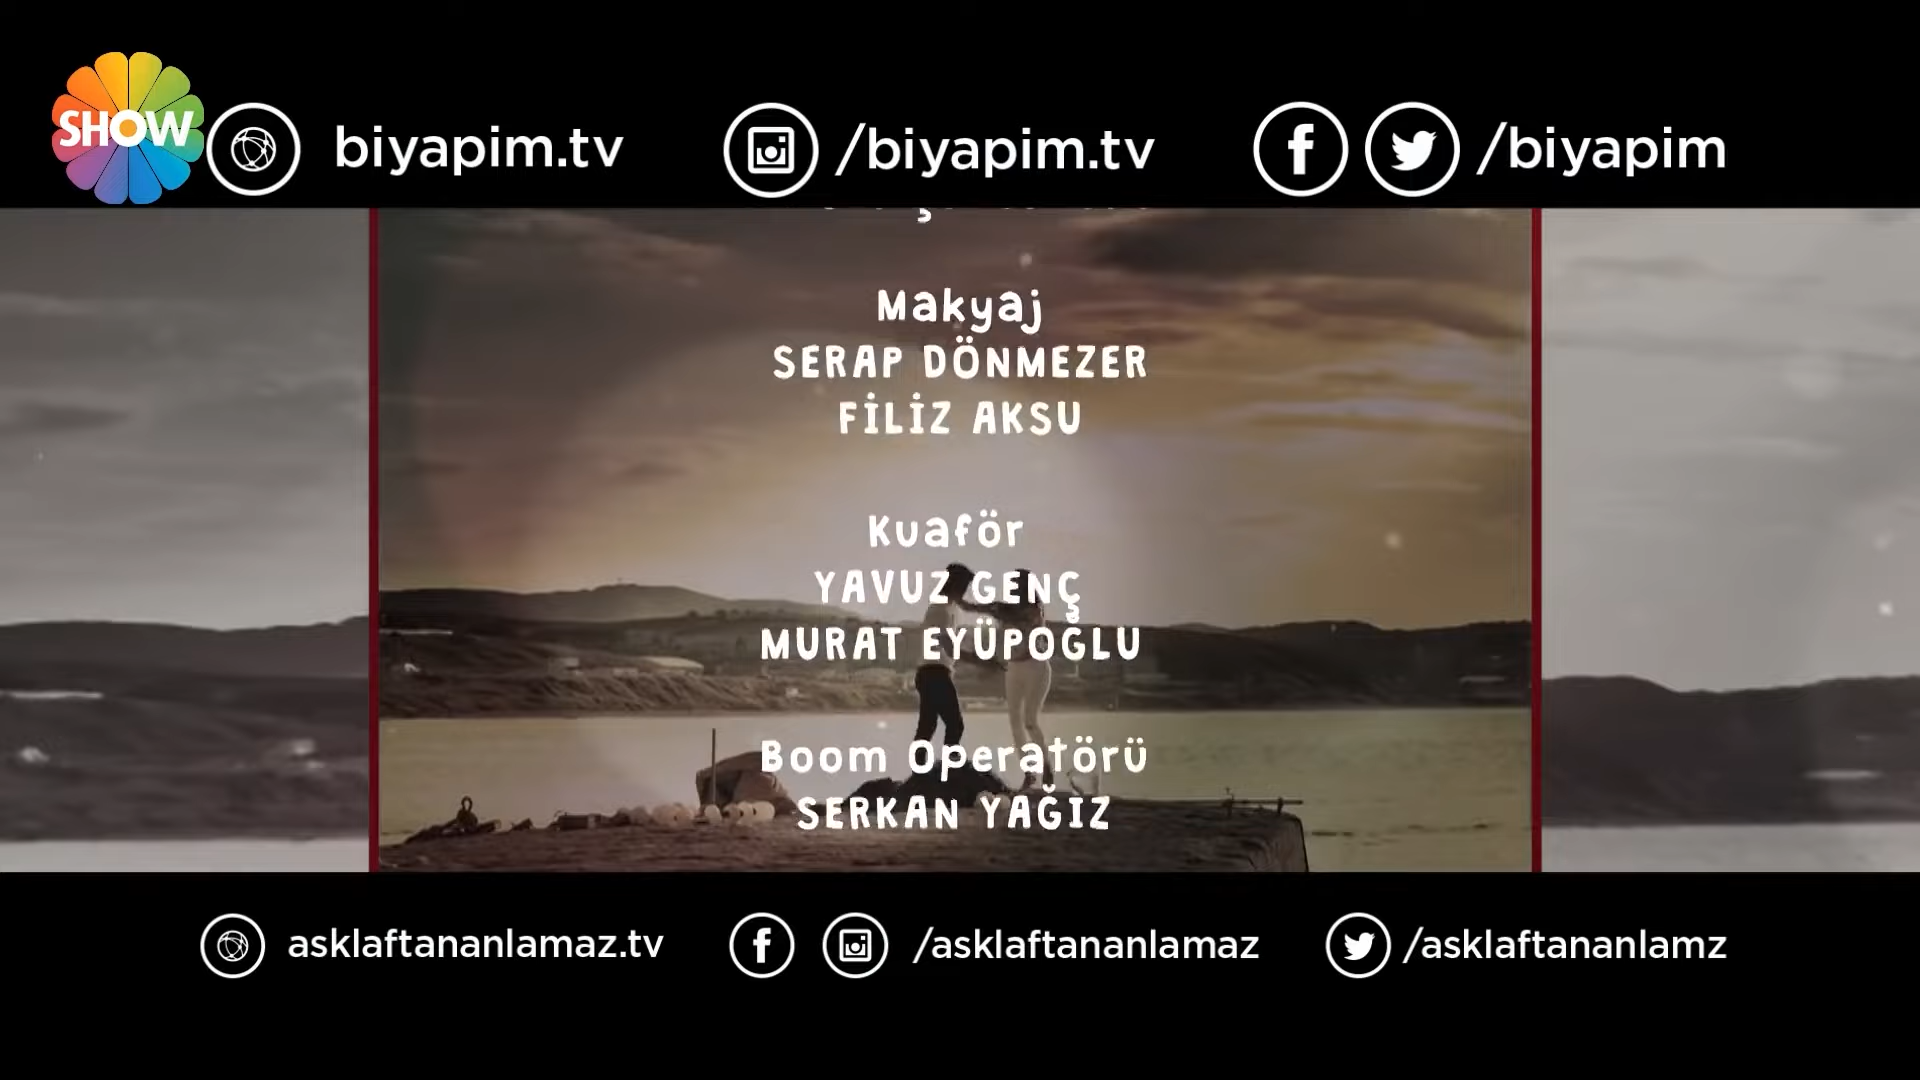 SHOW
biyapim.tv
/biyapim.tv
/biyapim
Makyaj
SERAP DÖNMEZER
FİLİZ AKSU
Kuaför
YAVUZ GENÇ
MURAT EYÜPOĞLU
Boom Operatörü
SERKAN YAĞIZ
asklaftananlamaz.tv
/asklaftananlamaz
/asklaftananlamz